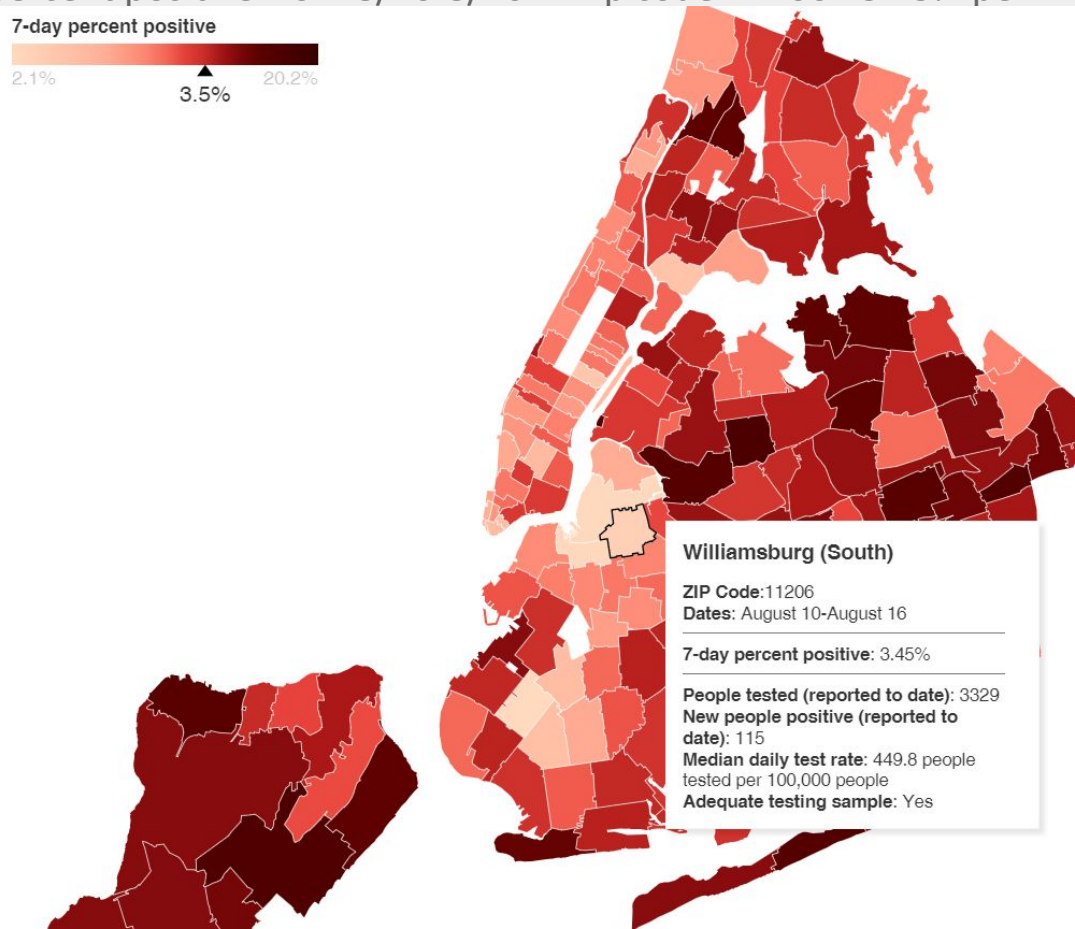 7-day percent positive
2.1% 20.2%
3.5%
Williamsburg (South)
ZIP Code:11206
Dates: August 10-August 16
7-day percent positive: 3.45%
People tested (reported to date): 3329
New people positive (reported to
date): 115
Median daily test rate: 449.8 people
tested per 100,000 people
Adequate testing sample: Yes